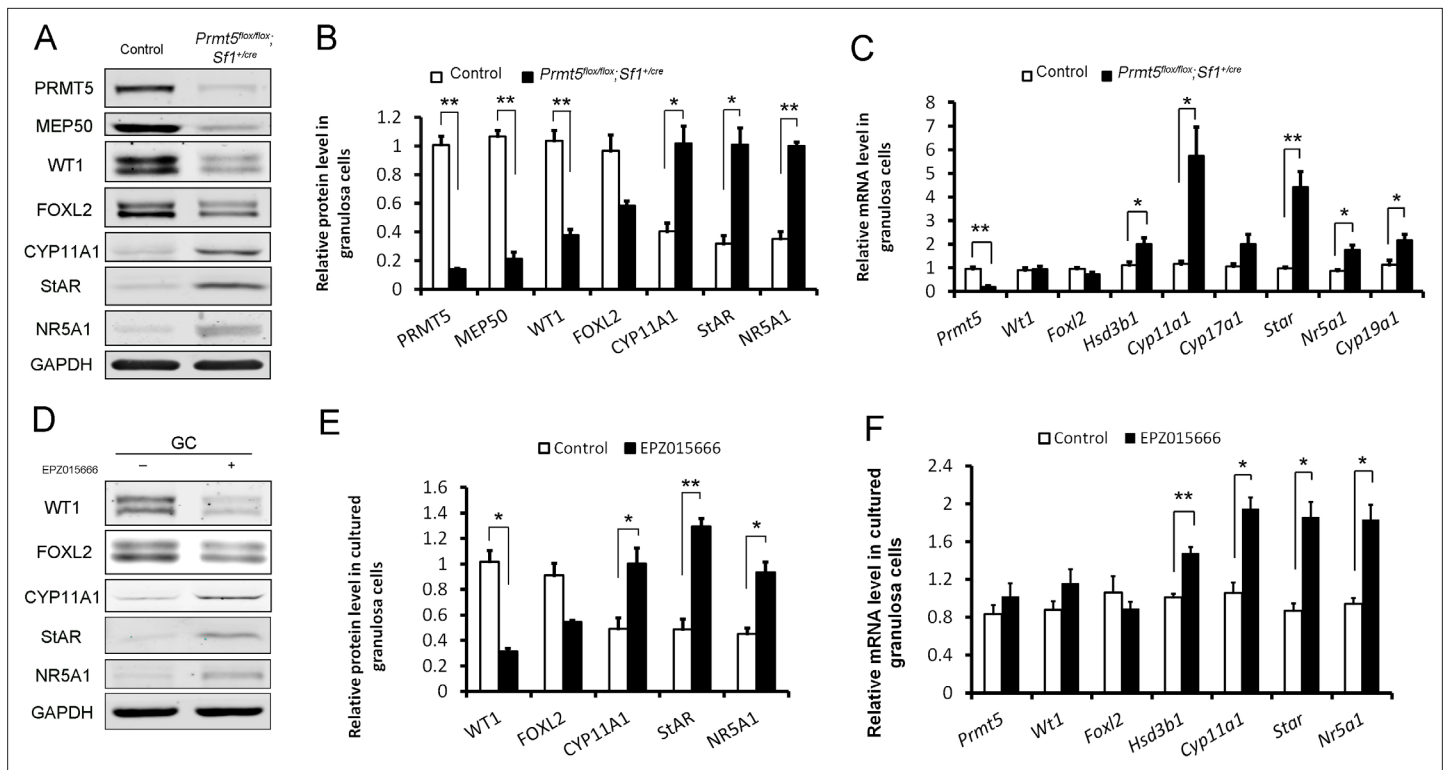 A
Control
Prmt5flox/flox;
Sf1+/cre
PRMT5
MEP50
WT1
FOXL2
CYP11A1
StAR
NR5A1
GAPDH
B
Control Prmt5flox/flox;Sf1+/cre
Relative protein level in
granulosa cells
1.2
1
0.8
0.6
0.4
0.2
0
** ** ** * * **
PRMT5 MEP50 WT1 FOXL2 CYP11A1 StAR NR5A1
C
Control Prmt5flox/flox;Sf1+/cre
Relative mRNA level in
granulosa cells
8
7
6
5
4
3
2
1
0
** * * ** * *
Prmt5 Wt1 Foxl2 Hsd3b1 Cyp11a1 Cyp17a1 Star Nr5a1 Cyp19a1
D
GC
EPZ015666 – +
WT1
FOXL2
CYP11A1
StAR
NR5A1
GAPDH
E
Control EPZ015666
Relative protein level in cultured
granulosa cells
1.6
1.4
1.2
1
0.8
0.6
0.4
0.2
0
* * ** *
WT1 FOXL2 CYP11A1 StAR NR5A1
F
Control EPZ015666
Relative mRNA level in cultured
granulosa cells
2.4
2
1.6
1.2
0.8
0.4
0
** * * *
Prmt5 Wt1 Foxl2 Hsd3b1 Cyp11a1 Star Nr5a1